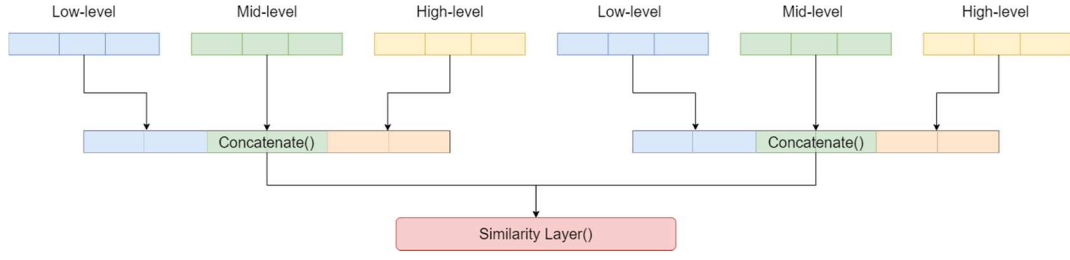 Low-level Mid-level High-level Low-level Mid-level High-level
Concatenate() Concatenate()
Similarity Layer()